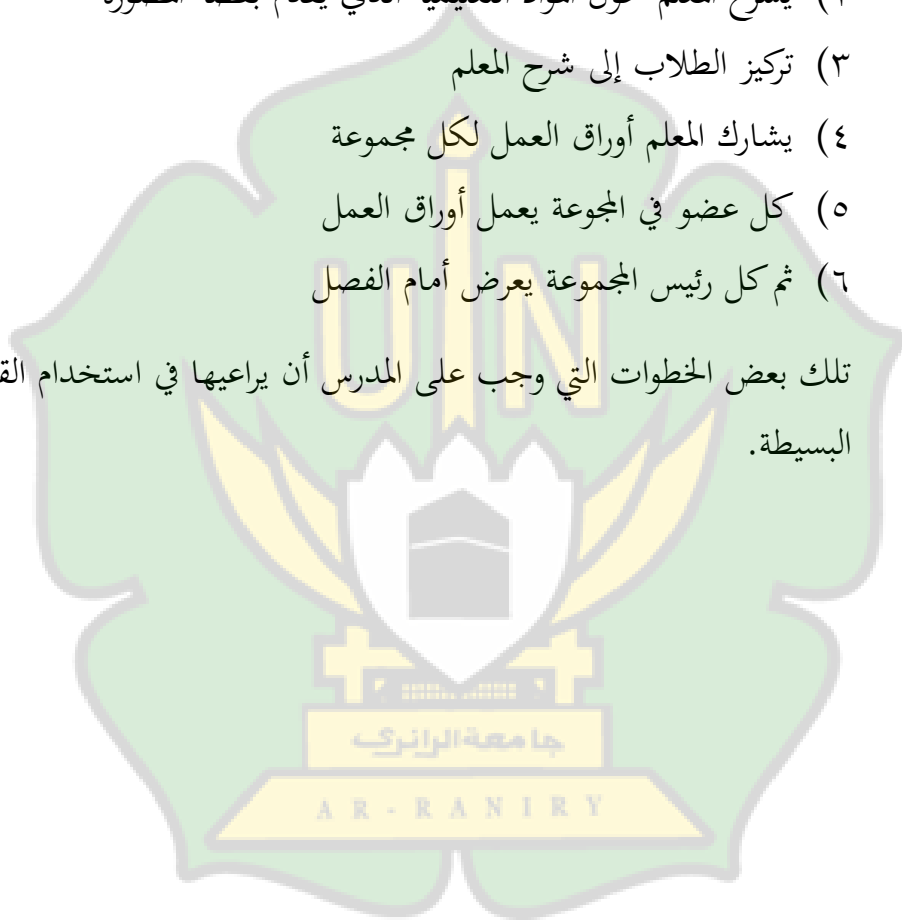 ٣) تركيز الطلاب إلى شرح المعلم
٤) يشارك المعلم أوراق العمل لكل مجموعة
٥) كل عضو في المجوعة يعمل أوراق العمل
٦) ثم كل رئيس المجموعة يعرض أمام الفصل
تلك بعض الخطوات التي وجب على المدرس أن يراعيها في استخدام
البسيطة.
UIN
جامعة الرانري
AR-RANIRY